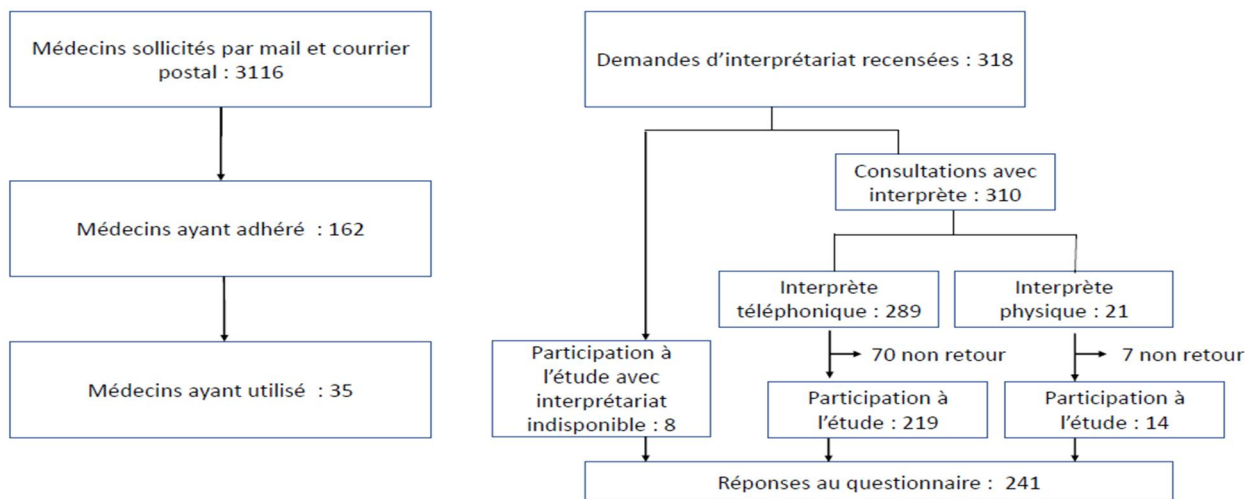 Médecins sollicités par mail et courrier
postal : 3116
Médecins ayant adhéré : 162
Médecins ayant utilisé : 35
Demandes d’interprétariat recensées : 318
Consultations avec
interprète : 310
Interprète
téléphonique : 289
Interprète
physique : 21
70 non retour
7 non retour
Participation à
l’étude avec
interprétariat
indisponible : 8
Participation à
l’étude : 219
Participation à
l’étude : 14
Réponses au questionnaire : 241